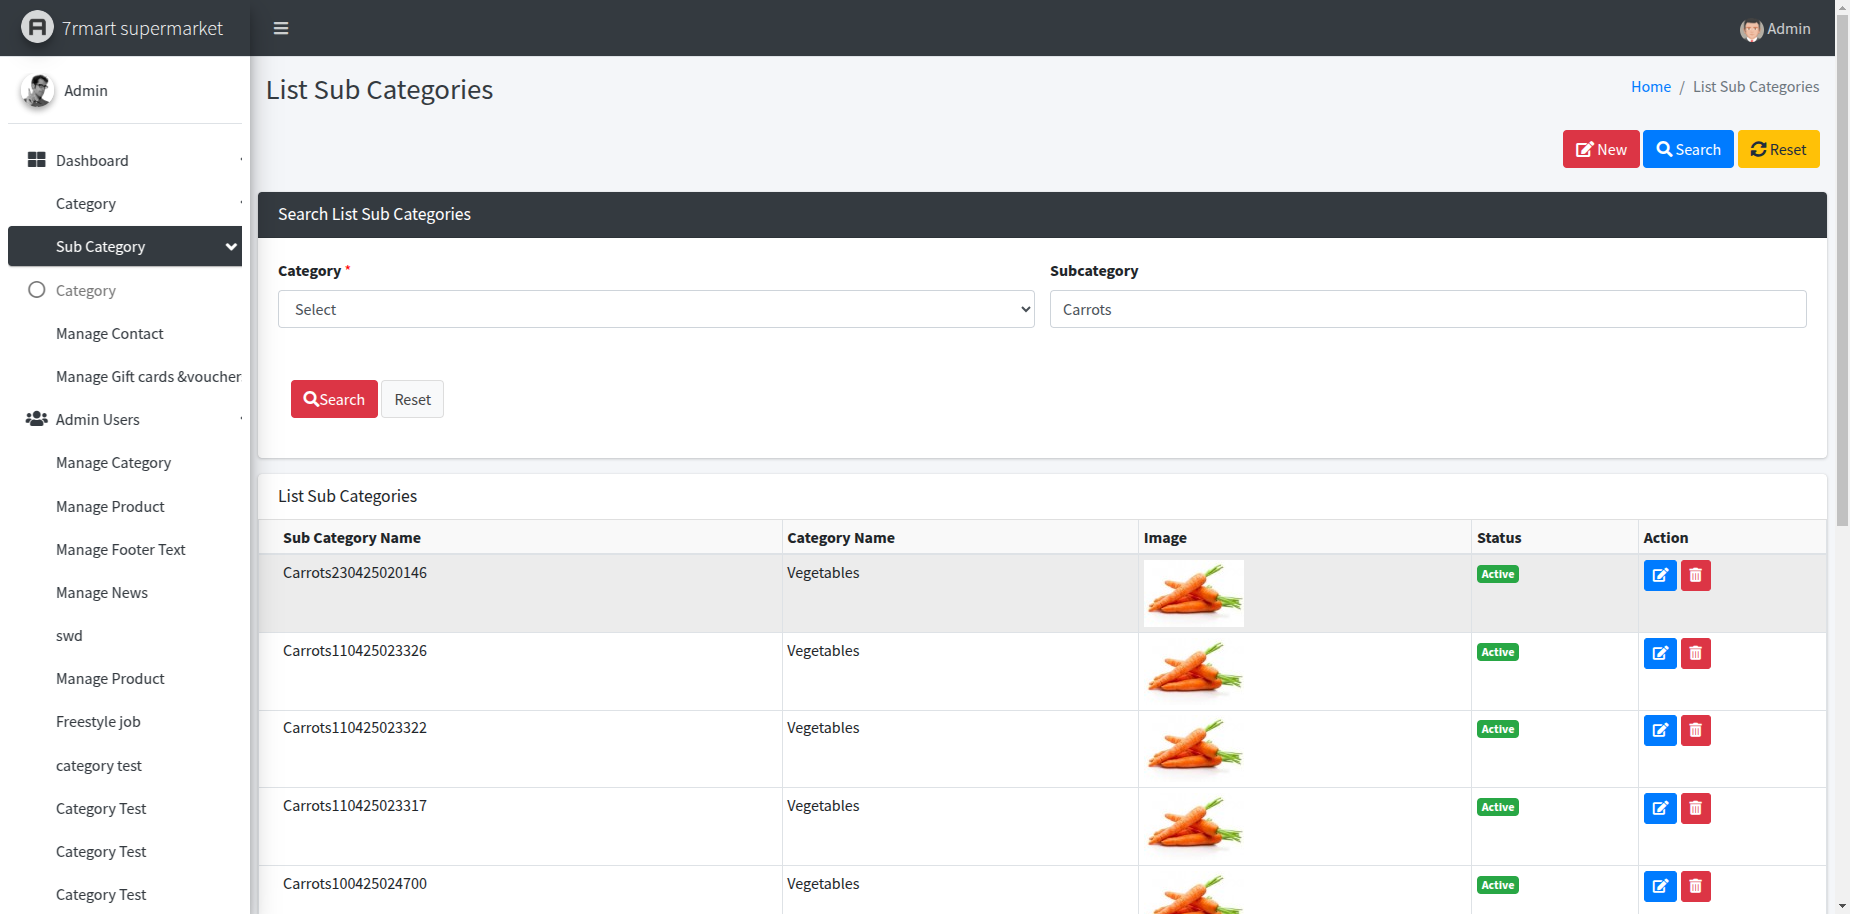 7rmart supermarket
Admin
Admin
List Sub Categories
Home / List Sub Categories
New Search Reset
Dashboard
Category
Sub Category
Category
Manage Contact
Manage Gift cards &voucher
Admin Users
Manage Category
Manage Product
Manage Footer Text
Manage News
swd
Manage Product
Freestyle job
category test
Category Test
Category Test
Category Test
Search List Sub Categories
Category * Subcategory
Select Carrots
Search Reset
List Sub Categories
Sub Category Name Category Name Image Status Action
Carrots230425020146 Vegetables Active
Carrots110425023326 Vegetables Active
Carrots110425023322 Vegetables Active
Carrots110425023317 Vegetables Active
Carrots100425024700 Vegetables Active